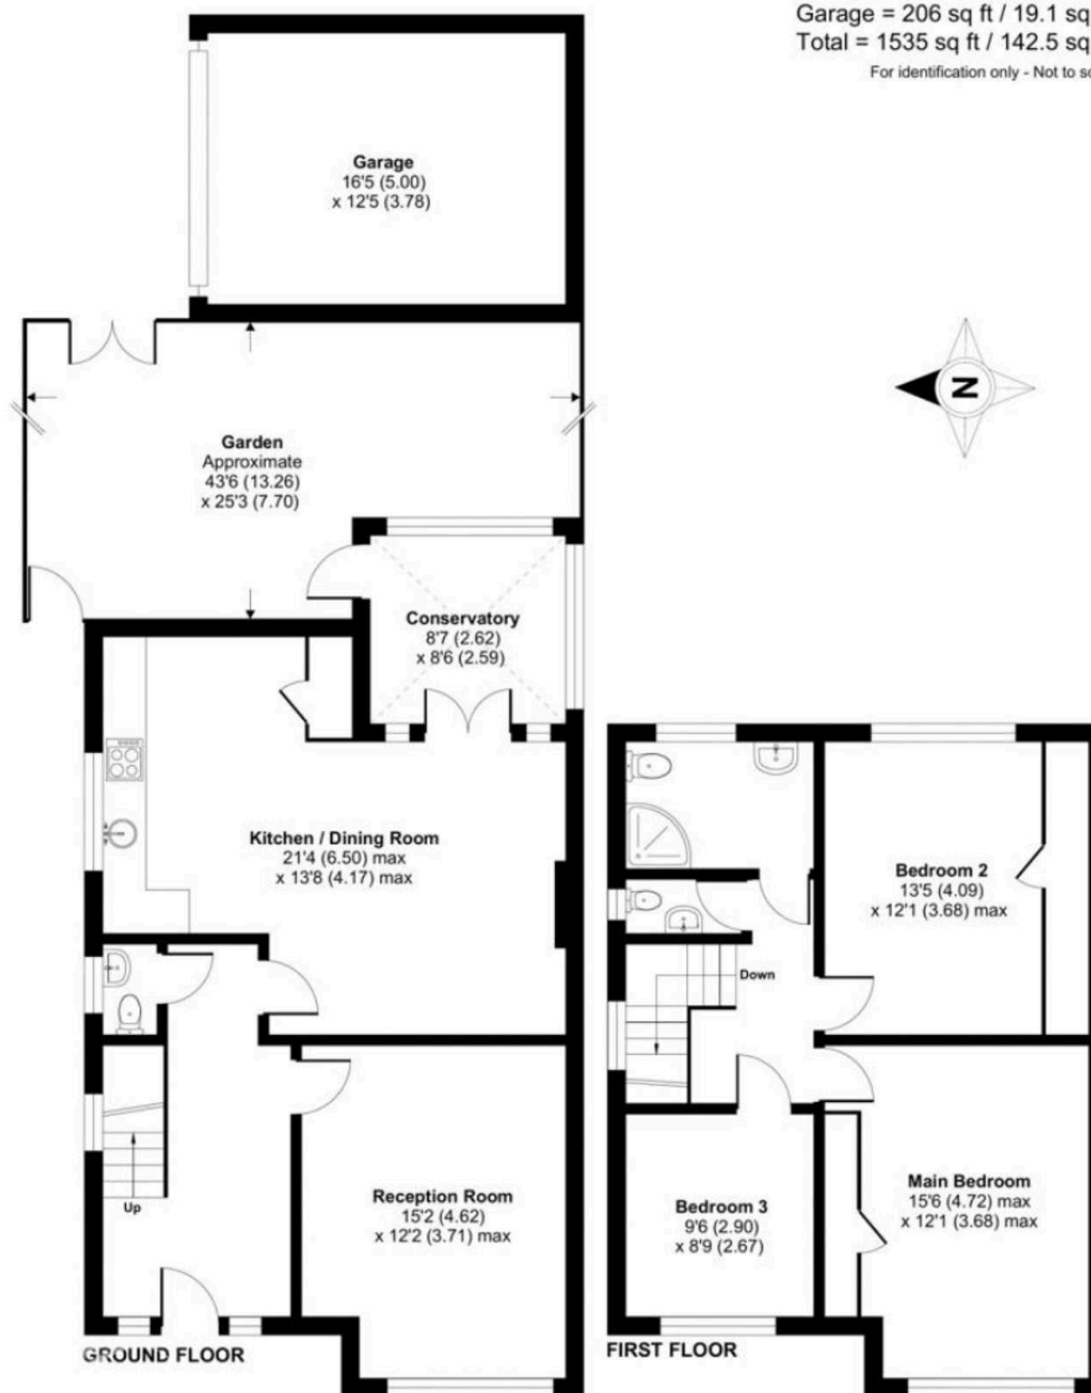 Garage = 206 sq ft / 19.1 sq
Total = 1535 sq ft / 142.5 sq
For identification only - Not to sc
Garage
16'5 (5.00)
x 12'5 (3.78)
N
Garden
Approximate
43'6 (13.26)
x 25'3 (7.70)
Conservatory
8'7 (2.62)
x 8'6 (2.59)
Kitchen / Dining Room
21'4 (6.50) max
x 13'8 (4.17) max
Bedroom 2
13'5 (4.09)
x 12'1 (3.68) max
Down
Up
Reception Room
15'2 (4.62)
x 12'2 (3.71) max
Bedroom 3
9'6 (2.90)
x 8'9 (2.67)
Main Bedroom
15'6 (4.72) max
x 12'1 (3.68) max
GROUND FLOOR
FIRST FLOOR